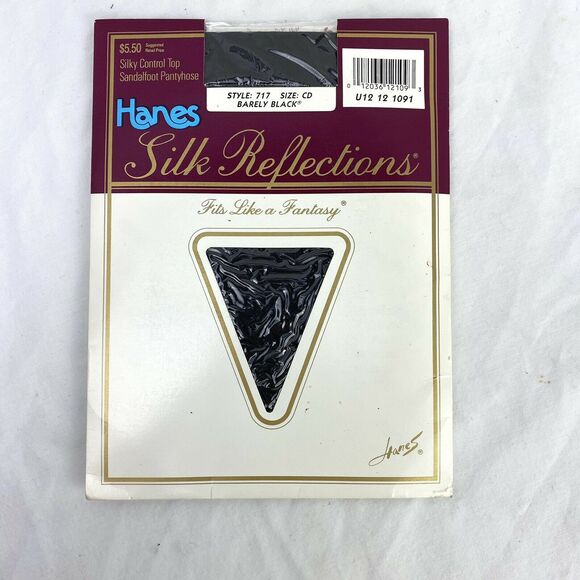 $5.50 Suggested Retail Price
Silky Control Top
Sandalfoot Pantyhose
STYLE: 717 SIZE: CD
BARELY BLACK®
0 12036 12109 3
U12 12 1091
Hanes
Silk Reflections®
Fits Like a Fantasy®
Hanes®